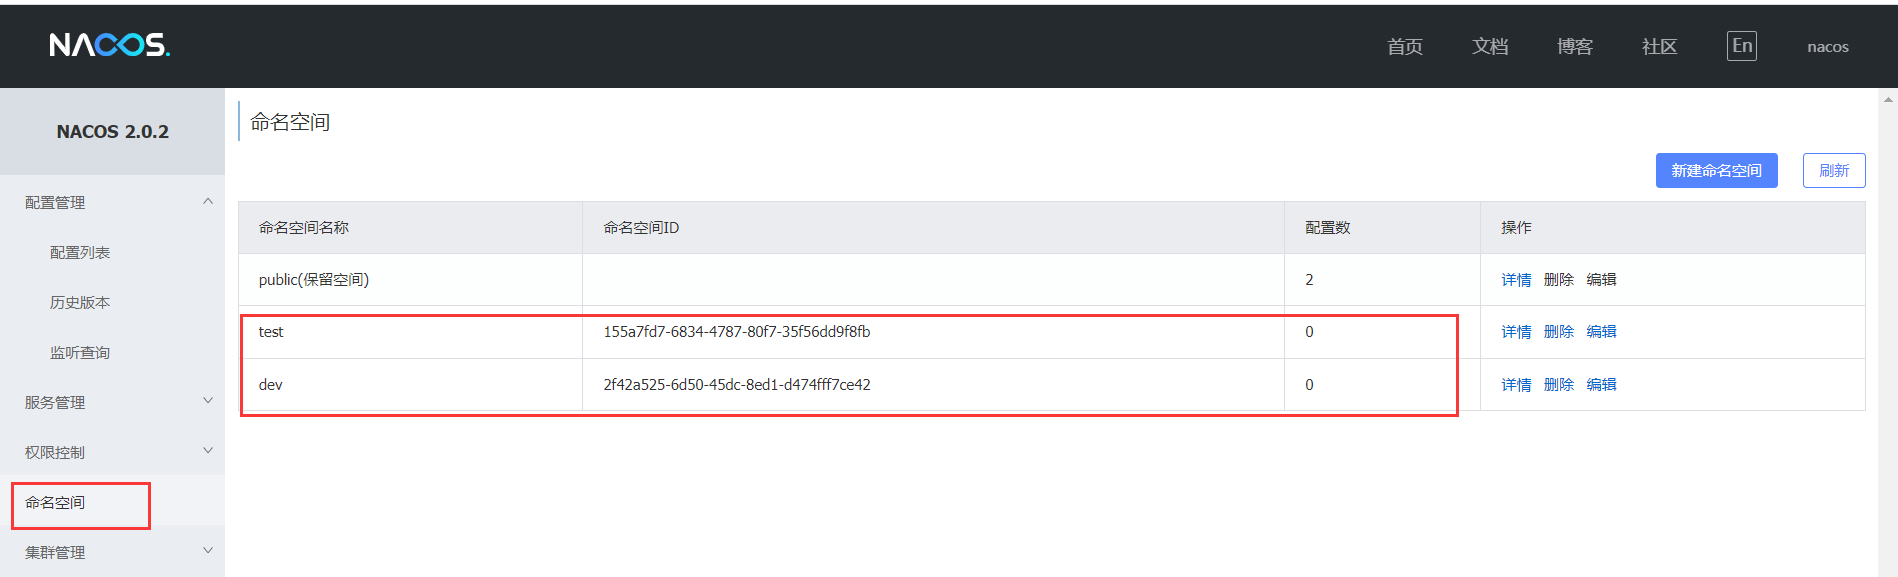 NACOS. 首页 文档 博客 社区 En nacos
NACOS 2.0.2
配置管理
配置列表
历史版本
监听查询
服务管理
权限控制
命名空间
集群管理
命名空间
新建命名空间 刷新
命名空间名称 命名空间ID 配置数 操作
public(保留空间) 2 详情 删除 编辑
test 155a7fd7-6834-4787-80f7-35f56dd9f8fb 0 详情 删除 编辑
dev 2f42a525-6d50-45dc-8ed1-d474fff7ce42 0 详情 删除 编辑